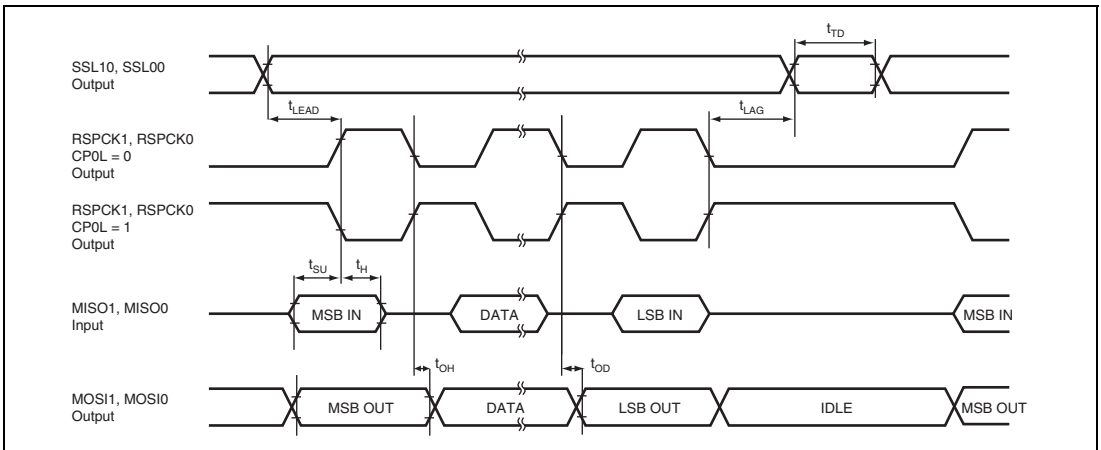 tTD
SSL10, SSL00
Output
tLEAD
tLAG
RSPCK1, RSPCK0
CP0L = 0
Output
RSPCK1, RSPCK0
CP0L = 1
Output
tSU
tH
MISO1, MISO0
Input
MSB IN
DATA
LSB IN
MSB IN
tOH
tOD
MOSI1, MOSI0
Output
MSB OUT
DATA
LSB OUT
IDLE
MSB OUT